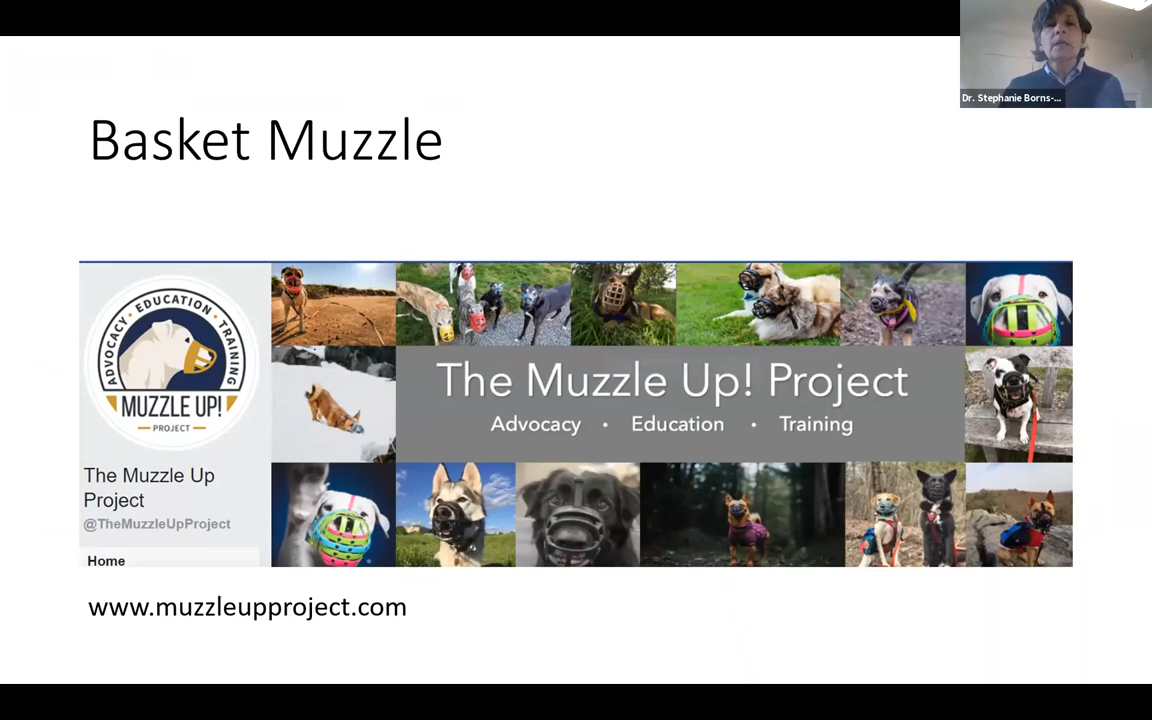 Dr. Stephanie Borns-...
Basket Muzzle
ADVOCACY • EDUCATION • TRAINING
MUZZLE UP!
PROJECT
The Muzzle Up
Project
@TheMuzzleUpProject
Home
The Muzzle Up! Project
Advocacy • Education • Training
www.muzzleupproject.com